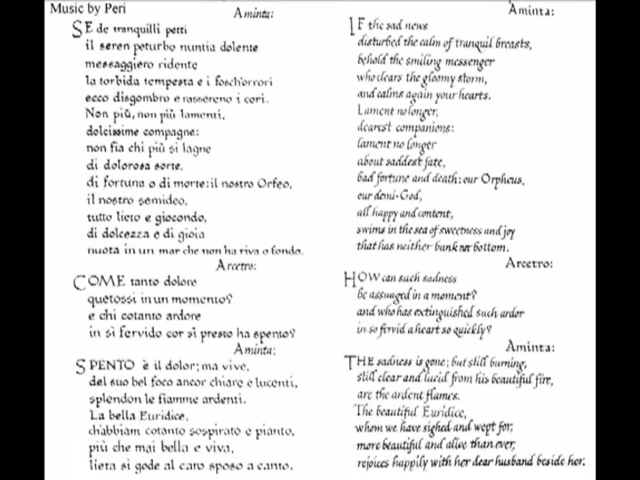 Music by Peri
Aminta:
SE de tranquilli petti
il seren peturbo nuntia dolente
messaggiero ridente
la torbida tempesta e i fosch'orrori
ecco disgombro e rassereno i cori.
Non più, non più lamenti,
dolcissime compagne:
non fia chi più si lagne
di dolorosa sorte,
di fortuna o di morte: il nostro Orfeo,
il nostro semideo,
tutto lieto e giocondo,
di dolcezza e di gioia
nuota in un mar che non ha riva o fondo.
Arcetro:
COME tanto dolore
quetossi in un momento?
e chi cotanto ardore
in sì fervido cor sì presto ha spento?
Aminta:
SPENTO è il dolor; ma vive,
del suo bel foco ancor chiare e lucenti,
splendon le fiamme ardenti.
La bella Euridice,
ch'abbiam cotanto sospirato e pianto,
più che mai bella e viva,
lieta si gode al caro sposo a canto.
Aminta:
IF the sad news
disturbed the calm of tranquil breasts,
behold the smiling messenger
who clears the gloomy storm,
and calms again your hearts.
Lament no longer,
dearest companions:
lament no longer
about saddest fate,
bad fortune and death: our Orpheus,
our demi-God,
all happy and content,
swims in the sea of sweetness and joy
that has neither bank nor bottom.
Arcetro:
HOW can such sadness
be assuaged in a moment?
and who has extinguished such ardor
in so fervid a heart so quickly?
Aminta:
THE sadness is gone; but still burning,
still clear and lucid from his beautiful fire,
are the ardent flames.
The beautiful Euridice,
whom we have sighed and wept for,
more beautiful and alive than ever,
rejoices happily with her dear husband beside her.